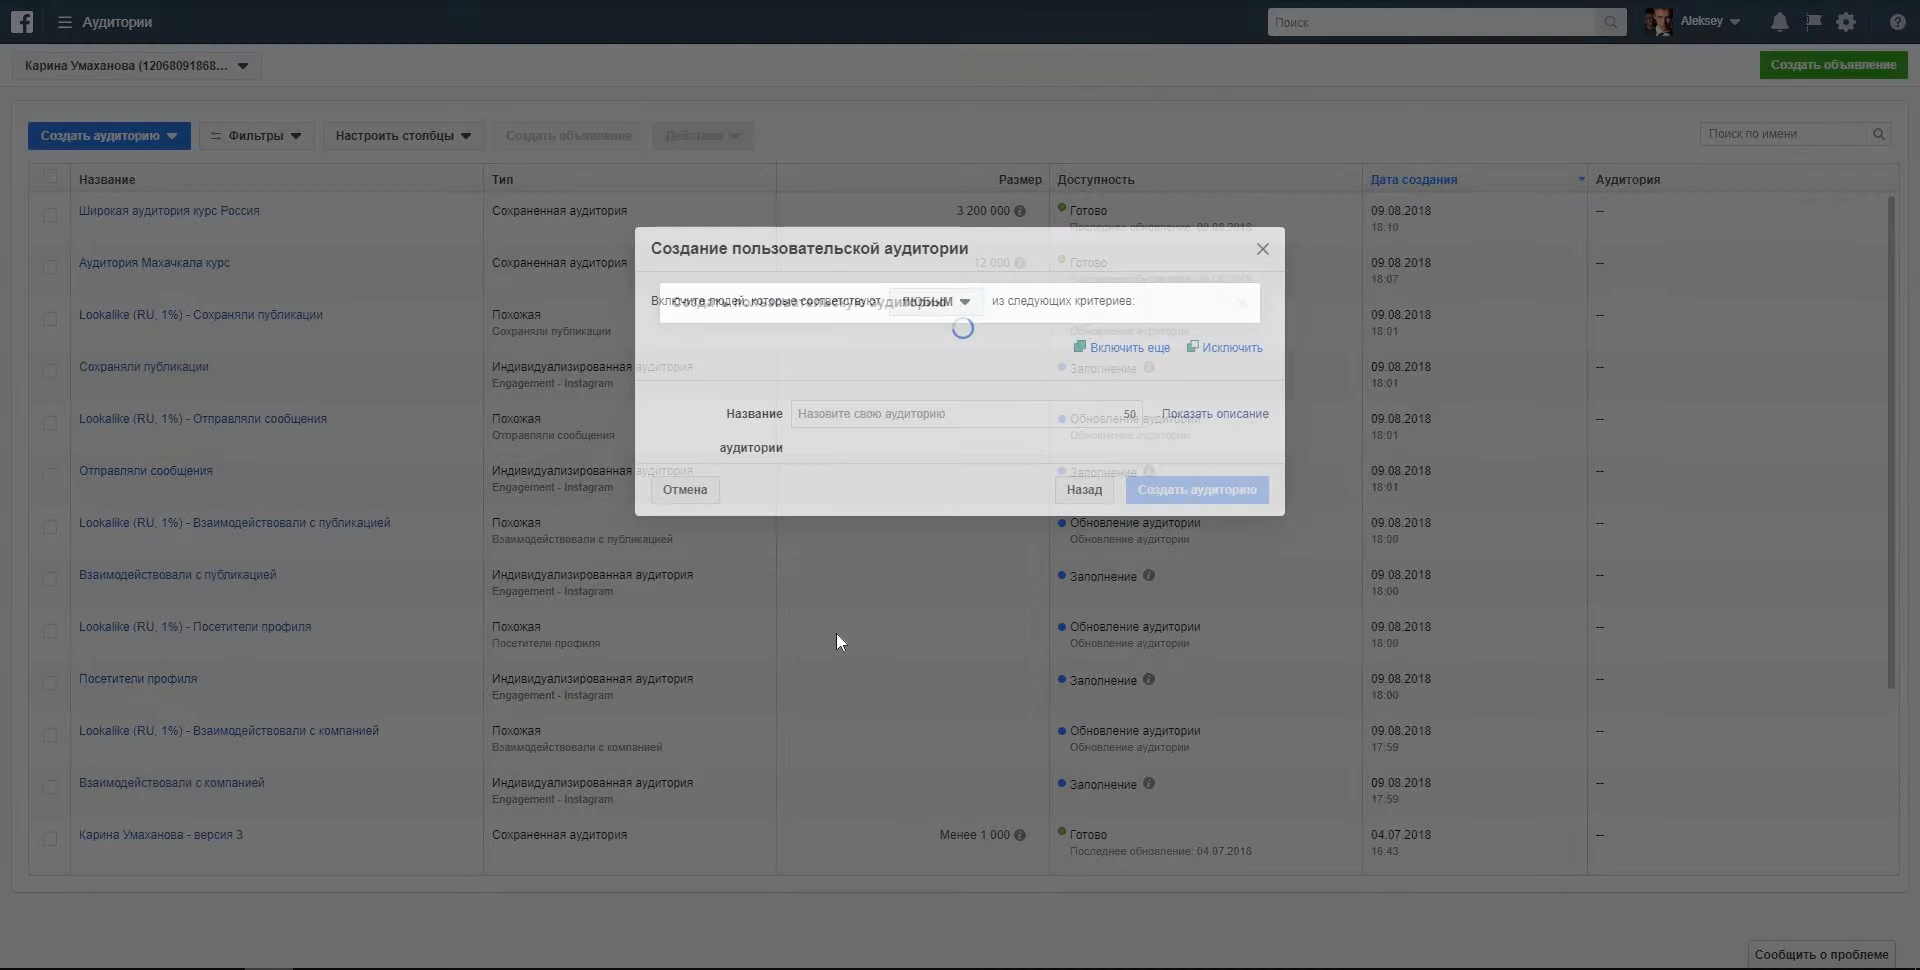 Аудитории
Поиск
Aleksey
Карина Умаханова (12068091868...
Создать объявление
Создать аудиторию
Фильтры
Настроить столбцы
Создать объявление
Действия
Поиск по имени
Название
Тип
Размер
Доступность
Дата создания
Аудитория
Широкая аудитория курс Россия
Сохраненная аудитория
3 200 000
Готово
Последнее обновление: 09.08.2018
09.08.2018
18:10
--
Аудитория Махачкала курс
Сохраненная аудитория
12 000
Готово
09.08.2018
18:07
--
Lookalike (RU, 1%) - Сохраняли публикации
Похожая
Сохраняли публикации
Обновление аудитории
09.08.2018
18:01
--
Сохраняли публикации
Индивидуализированная аудитория
Engagement - Instagram
Заполнение
09.08.2018
18:01
--
Lookalike (RU, 1%) - Отправляли сообщения
Похожая
Отправляли сообщения
Обновление аудитории
Обновление аудитории
09.08.2018
18:01
--
Отправляли сообщения
Индивидуализированная аудитория
Engagement - Instagram
Заполнение
09.08.2018
18:01
--
Lookalike (RU, 1%) - Взаимодействовали с публикацией
Похожая
Взаимодействовали с публикацией
Обновление аудитории
Обновление аудитории
09.08.2018
18:00
--
Взаимодействовали с публикацией
Индивидуализированная аудитория
Engagement - Instagram
Заполнение
09.08.2018
18:00
--
Lookalike (RU, 1%) - Посетители профиля
Похожая
Посетители профиля
Обновление аудитории
Обновление аудитории
09.08.2018
18:00
--
Посетители профиля
Индивидуализированная аудитория
Engagement - Instagram
Заполнение
09.08.2018
18:00
--
Lookalike (RU, 1%) - Взаимодействовали с компанией
Похожая
Взаимодействовали с компанией
Обновление аудитории
Обновление аудитории
09.08.2018
17:59
--
Взаимодействовали с компанией
Индивидуализированная аудитория
Engagement - Instagram
Заполнение
09.08.2018
17:59
--
Карина Умаханова - версия 3
Сохраненная аудитория
Менее 1 000
Готово
Последнее обновление: 04.07.2018
04.07.2018
16:43
--
Создание пользовательской аудитории
Включите людей, которые соответствуют ЛЮБЫМ из следующих критериев:
Создать пользовательскую аудиторию
Включить еще
Исключить
Название аудитории
Назовите свою аудиторию
50
Показать описание
Отмена
Назад
Создать аудиторию
Сообщить о проблеме